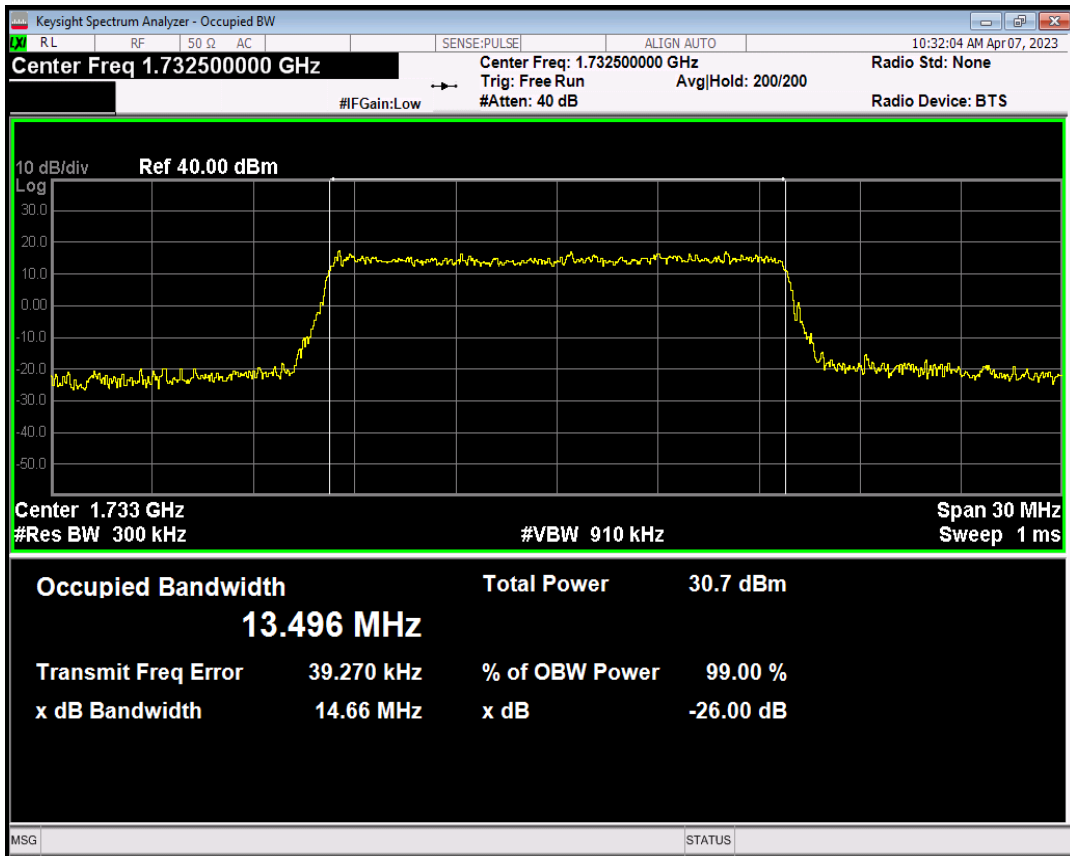 Keysight Spectrum Analyzer - Occupied BW
LXI RL RF 50 Ω AC SENSE:PULSE ALIGN AUTO 10:32:04 AM Apr 07, 2023
Center Freq 1.732500000 GHz Center Freq: 1.732500000 GHz Radio Std: None
Trig: Free Run Avg|Hold: 200/200
#IFGain:Low #Atten: 40 dB Radio Device: BTS
10 dB/div Ref 40.00 dBm
Log
30.0
20.0
10.0
0.00
-10.0
-20.0
-30.0
-40.0
-50.0
Center 1.733 GHz Span 30 MHz
#Res BW 300 kHz #VBW 910 kHz Sweep 1 ms
Occupied Bandwidth Total Power 30.7 dBm
13.496 MHz
Transmit Freq Error 39.270 kHz % of OBW Power 99.00 %
x dB Bandwidth 14.66 MHz x dB -26.00 dB
MSG STATUS